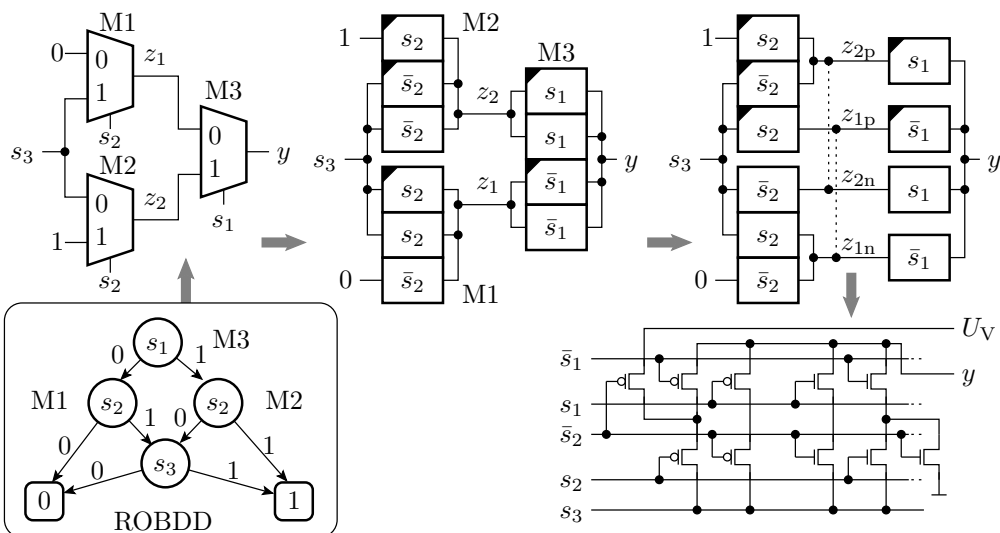 M1
0
0
z₁
1
s₂
s₃
M2
0
z₂
1
1
s₂
M3
0
1
y
s₁
1
s₂
M2
s̄₂
s̄₂
z₂
M3
s₁
s₁
s₃
y
s₂
z₁
s̄₁
s₂
s̄₁
0
s̄₂
M1
1
s₂
z₂ₚ
s₁
s̄₂
s₂
z₁ₚ
s̄₁
s₃
y
s̄₂
z₂ₙ
s₁
s₂
z₁ₙ
s̄₁
0
s̄₂
s₁
M3
0
1
M1
s₂
s₂
M2
0
1
0
1
s₃
0
1
0
1
ROBDD
U_V
s̄₁
y
s₁
s̄₂
s₂
s₃